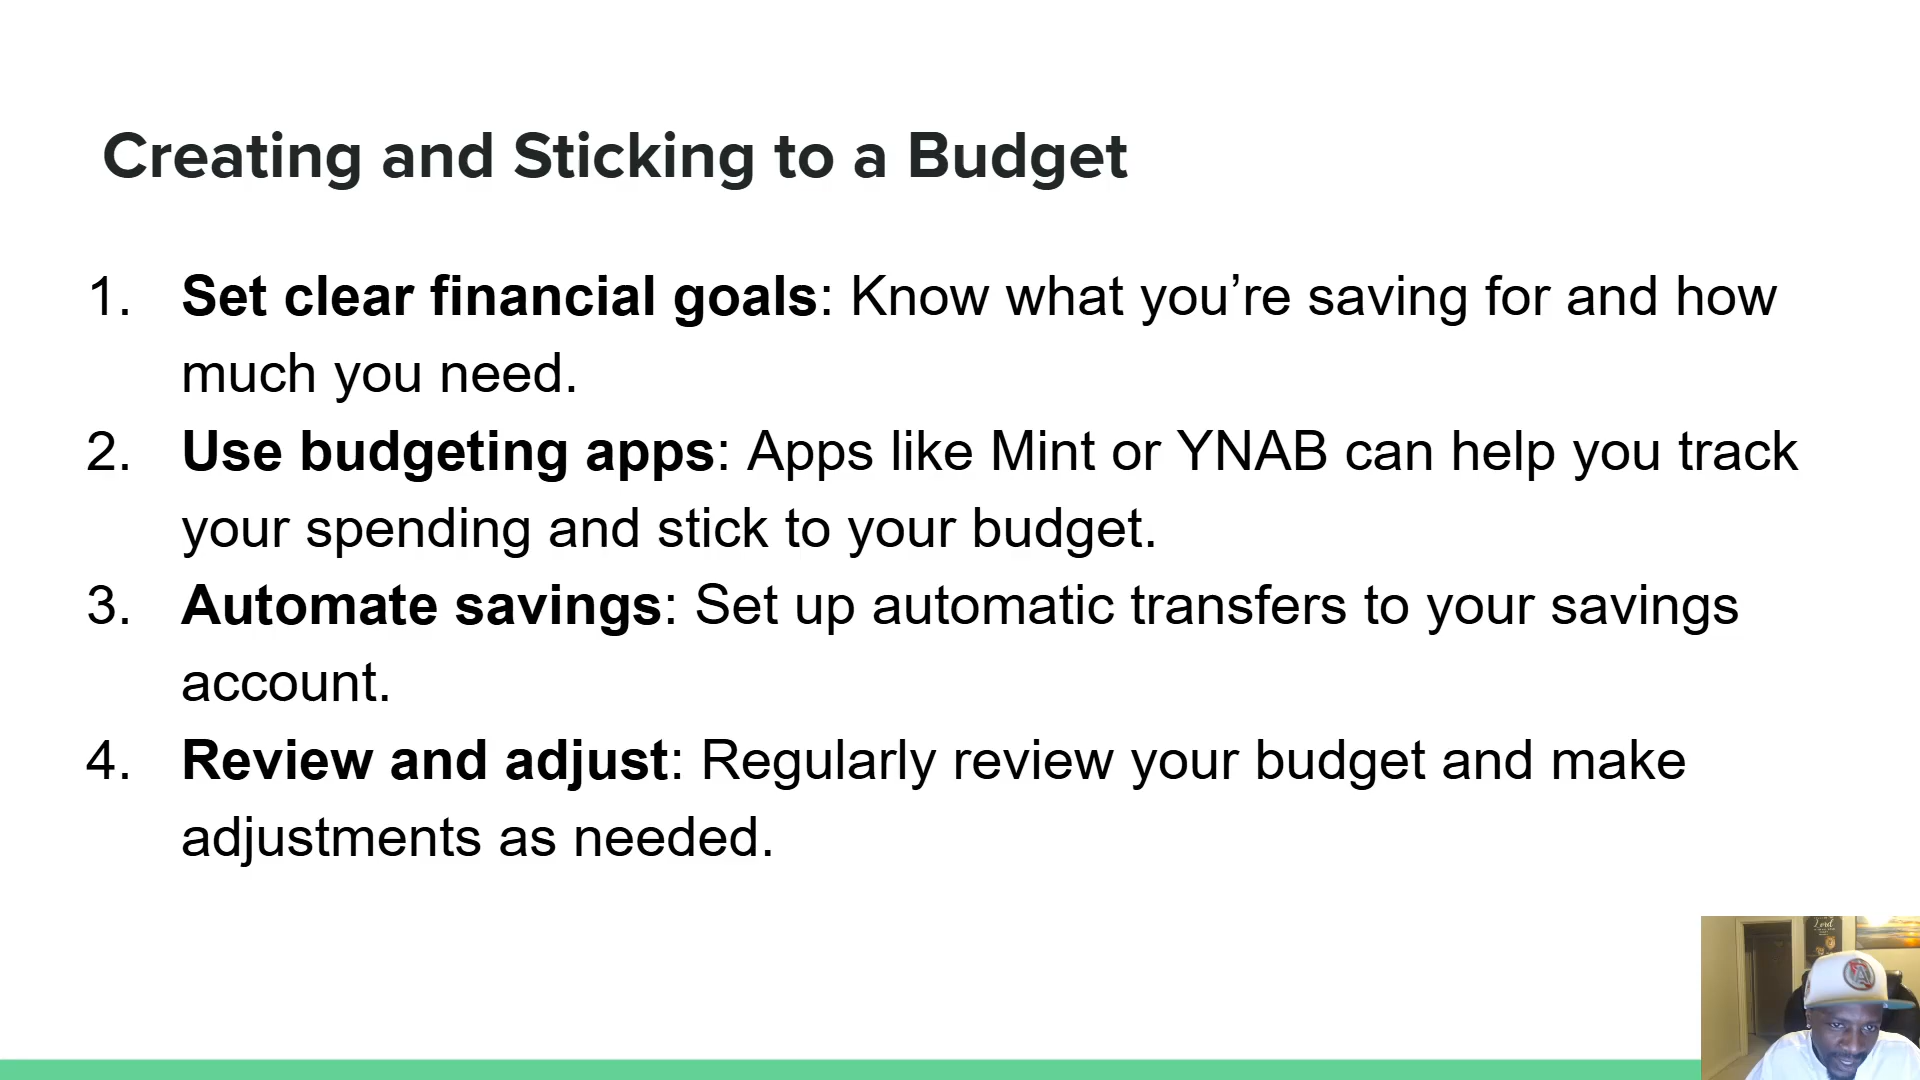 Creating and Sticking to a Budget
1. Set clear financial goals: Know what you’re saving for and how
much you need.
2. Use budgeting apps: Apps like Mint or YNAB can help you track
your spending and stick to your budget.
3. Automate savings: Set up automatic transfers to your savings
account.
4. Review and adjust: Regularly review your budget and make
adjustments as needed.
Lord
A